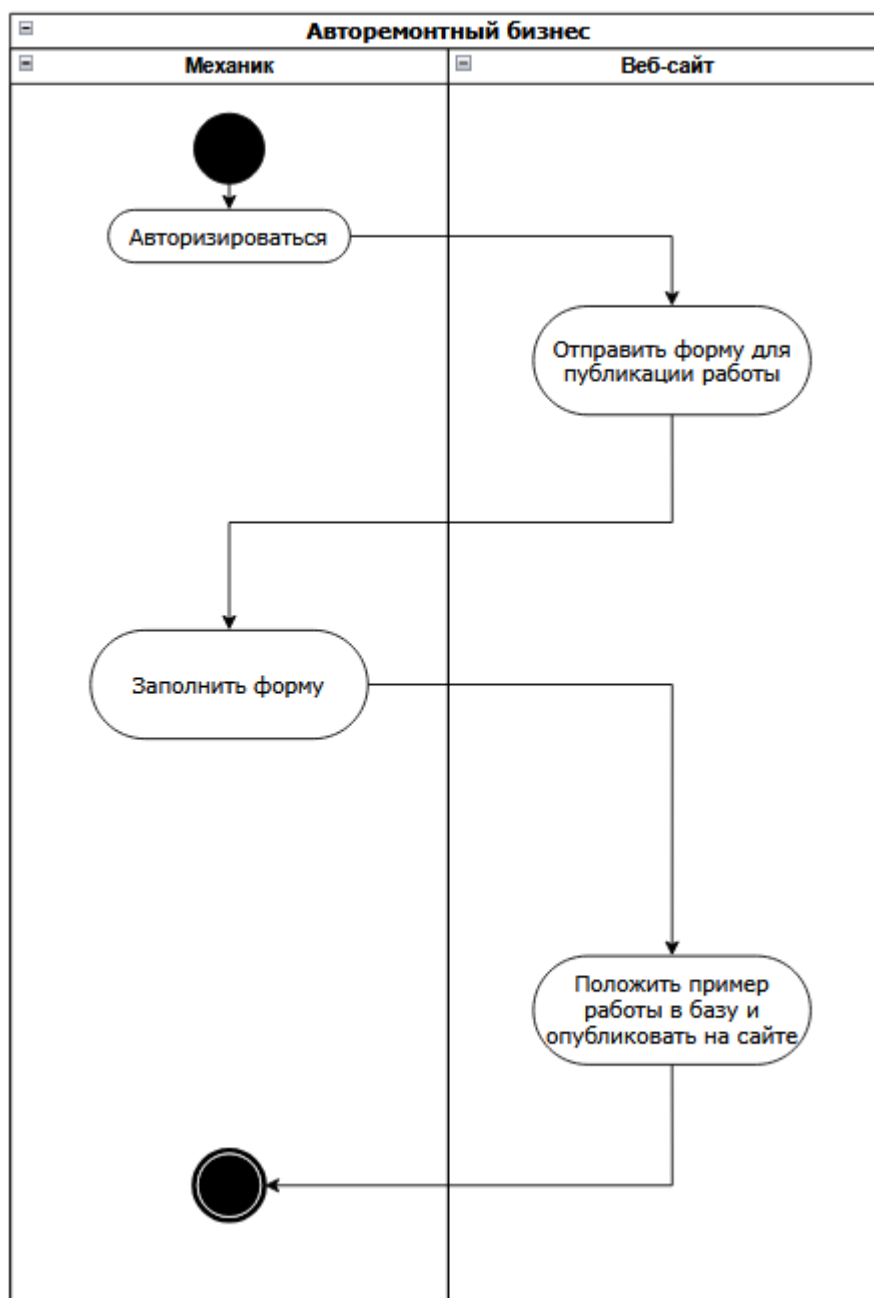 Авторемонтный бизнес
Механик
Веб-сайт
Авторизироваться
Отправить форму для
публикации работы
Заполнить форму
Положить пример
работы в базу и
опубликовать на сайте